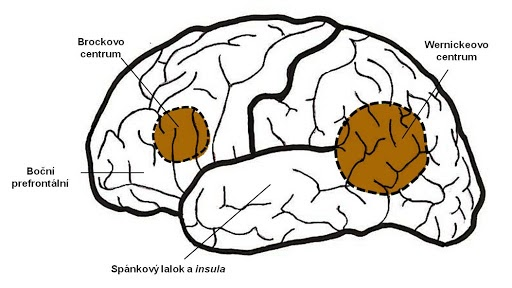 Brockovo
centrum
Wernickeovo
centrum
Boční
prefrontální
Spánkový lalok a insula